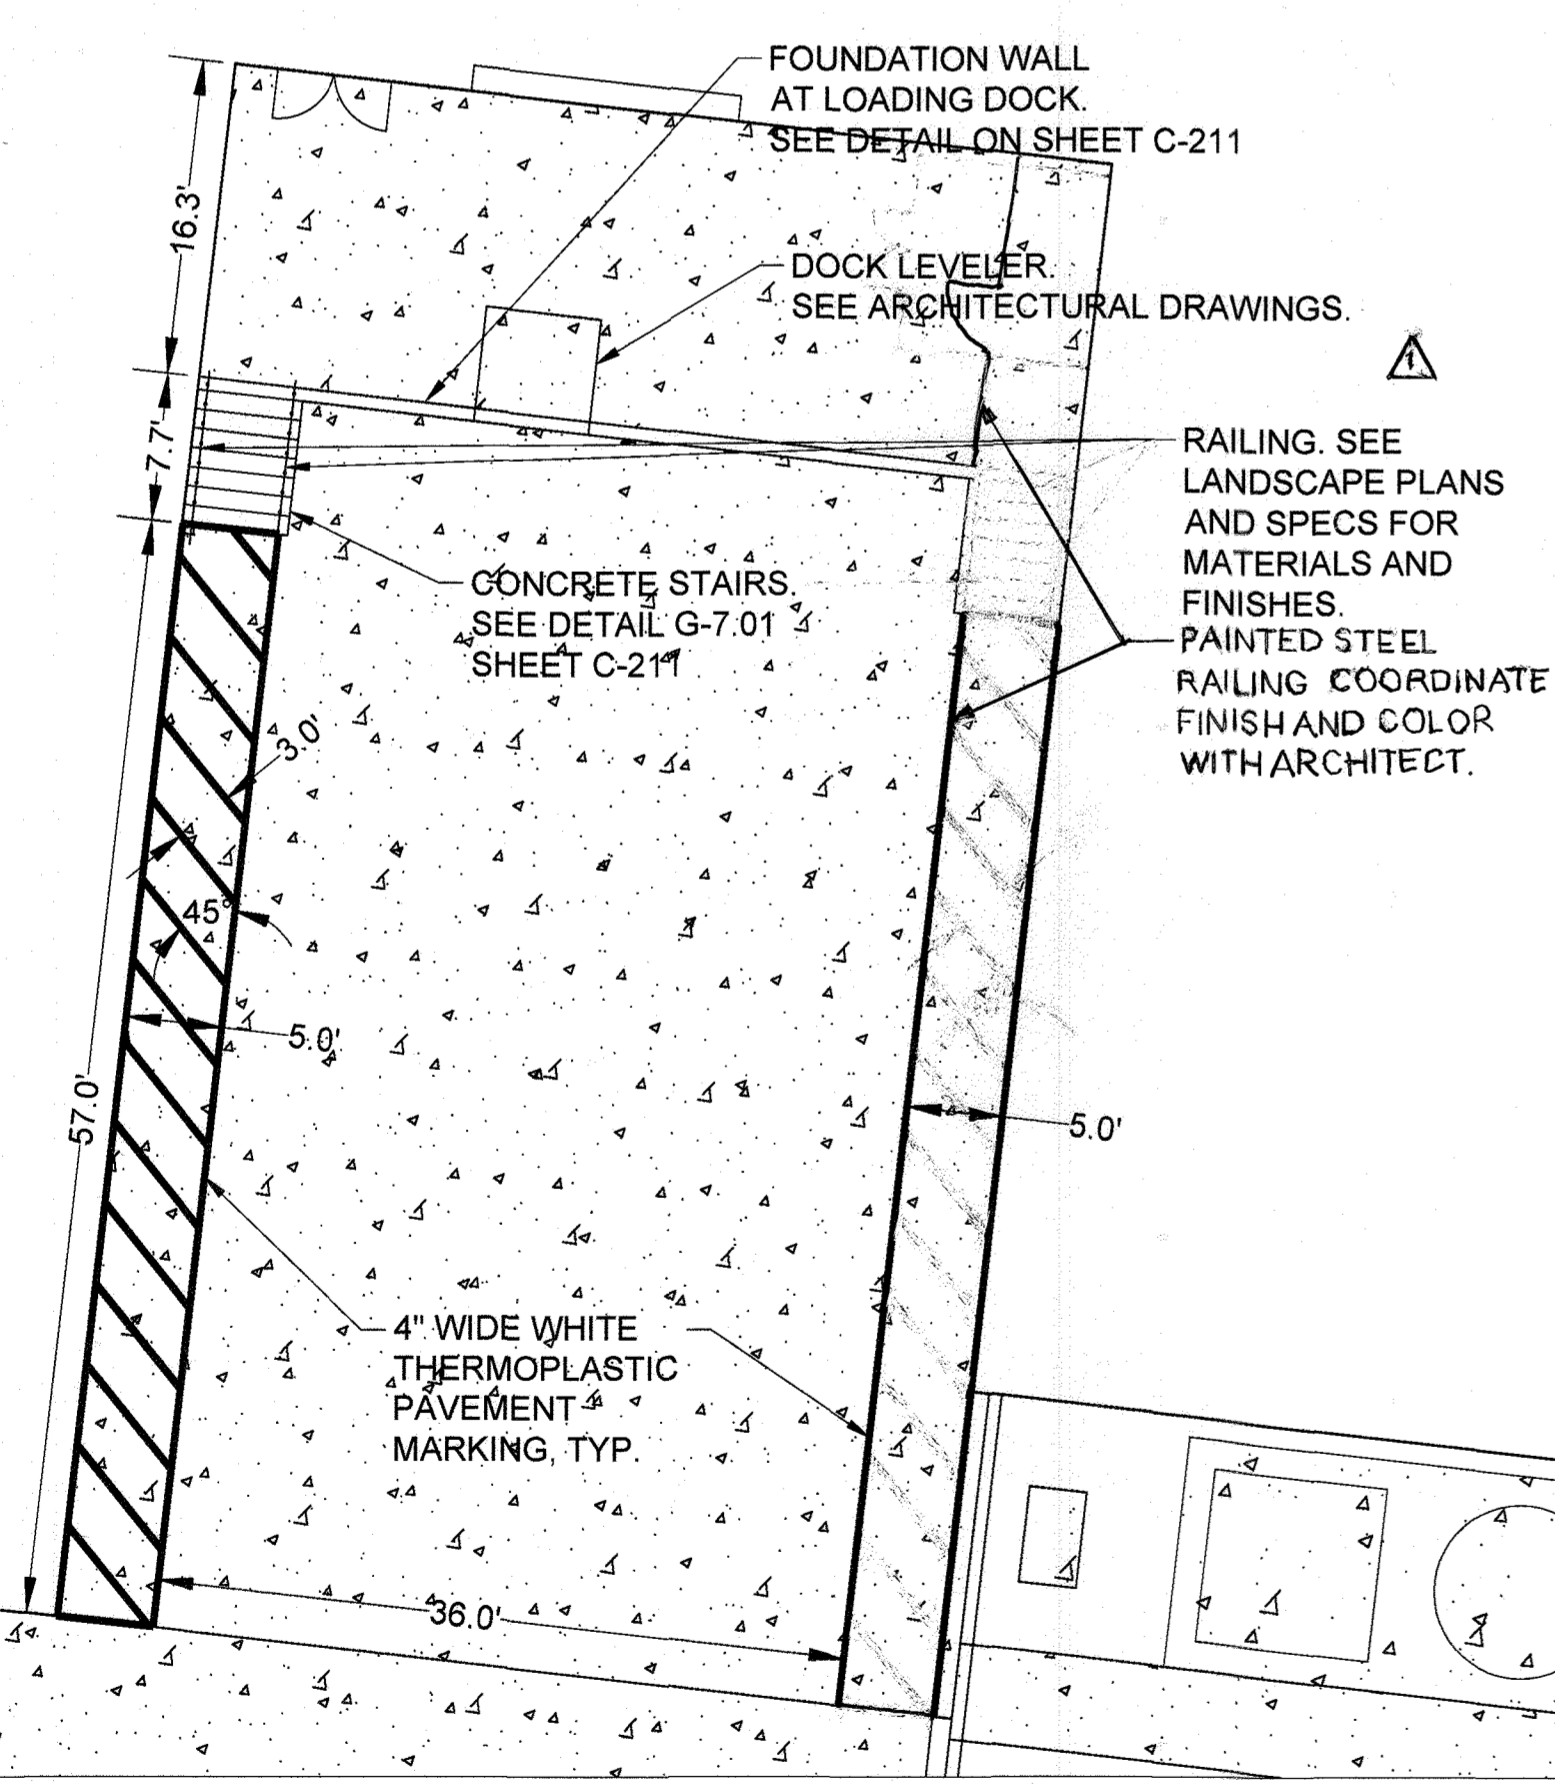 FOUNDATION WALL
AT LOADING DOCK.
SEE DETAIL ON SHEET C-211
16.3'
DOCK LEVELER.
SEE ARCHITECTURAL DRAWINGS.
1
7.7'
RAILING. SEE
LANDSCAPE PLANS
AND SPECS FOR
MATERIALS AND
FINISHES.
PAINTED STEEL
RAILING COORDINATE
FINISH AND COLOR
WITH ARCHITECT.
CONCRETE STAIRS.
SEE DETAIL G-7.01
SHEET C-211
3.0'
45°
5.0'
57.0'
5.0'
4" WIDE WHITE
THERMOPLASTIC
PAVEMENT
MARKING, TYP.
36.0'